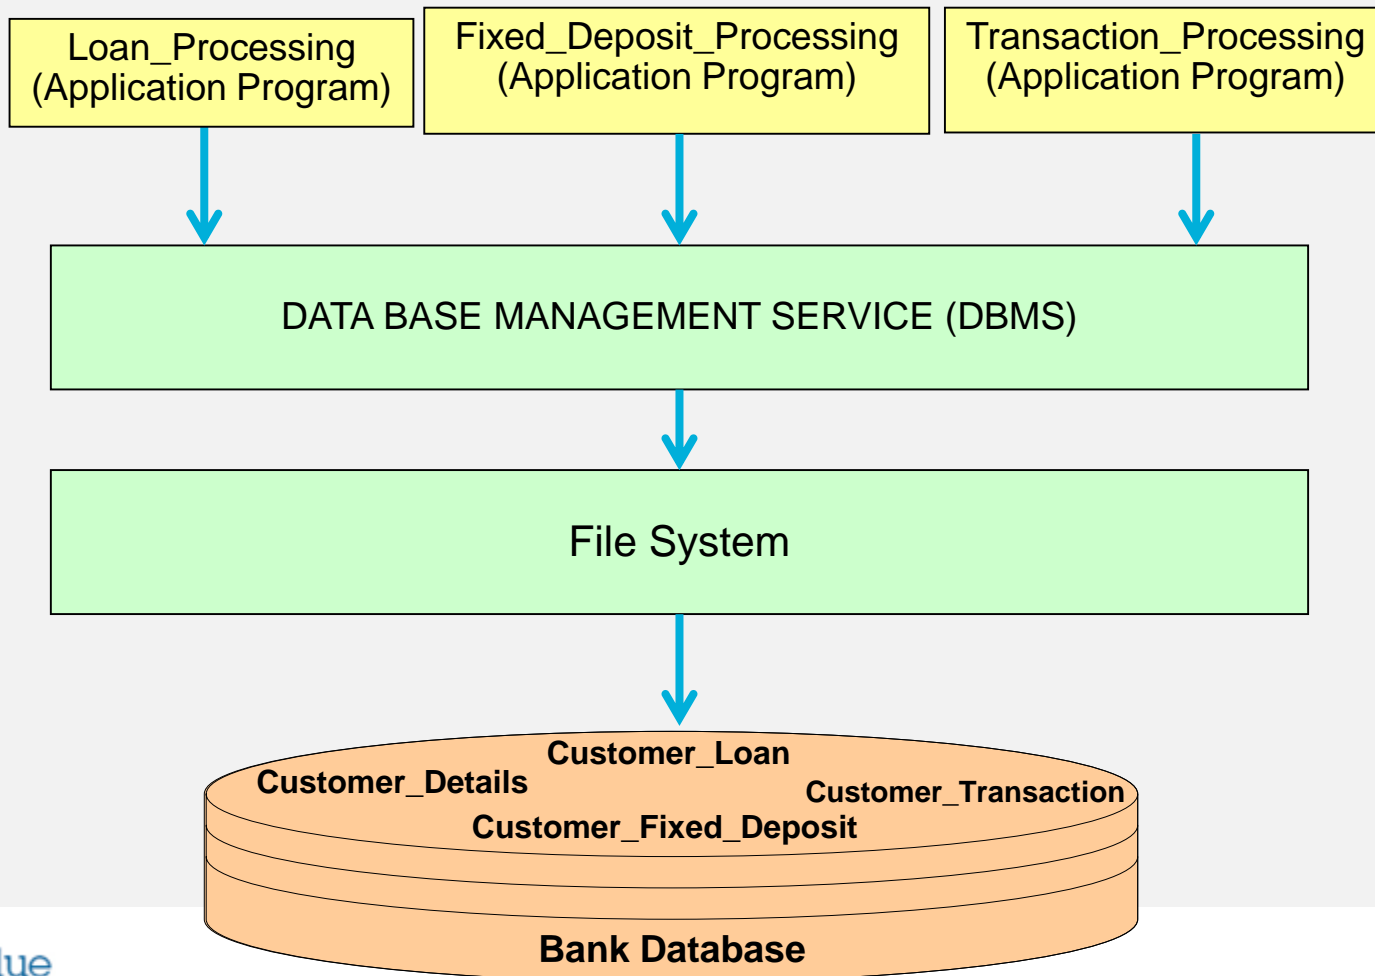 Loan_Processing
(Application Program)
Fixed_Deposit_Processing
(Application Program)
Transaction_Processing
(Application Program)
DATA BASE MANAGEMENT SERVICE (DBMS)
File System
Customer_Loan
Customer_Details
Customer_Transaction
Customer_Fixed_Deposit
Bank Database